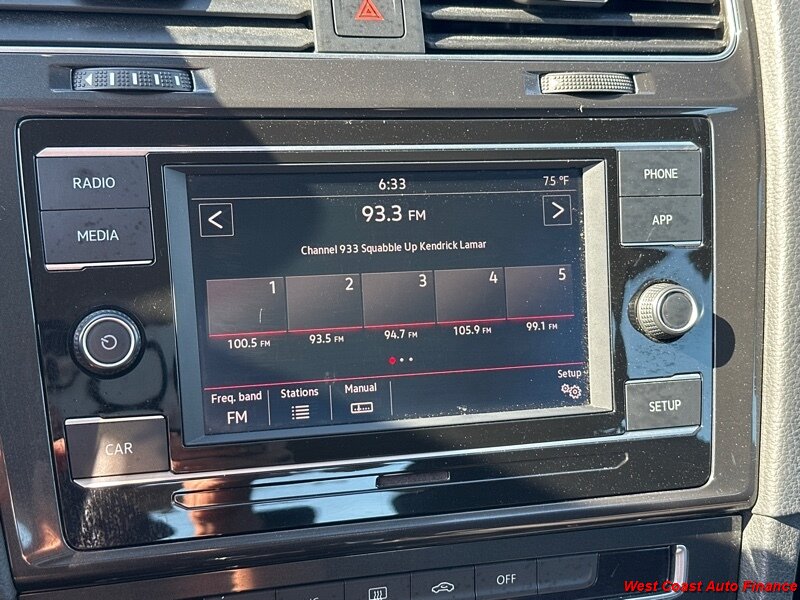 RADIO
MEDIA
CAR
PHONE
APP
SETUP
6:33 75 °F
93.3 FM
Channel 933 Squabble Up Kendrick Lamar
1 2 3 4 5
100.5 FM 93.5 FM 94.7 FM 105.9 FM 99.1 FM
Freq. band Stations Manual Setup
FM
OFF
West Coast Auto Finance